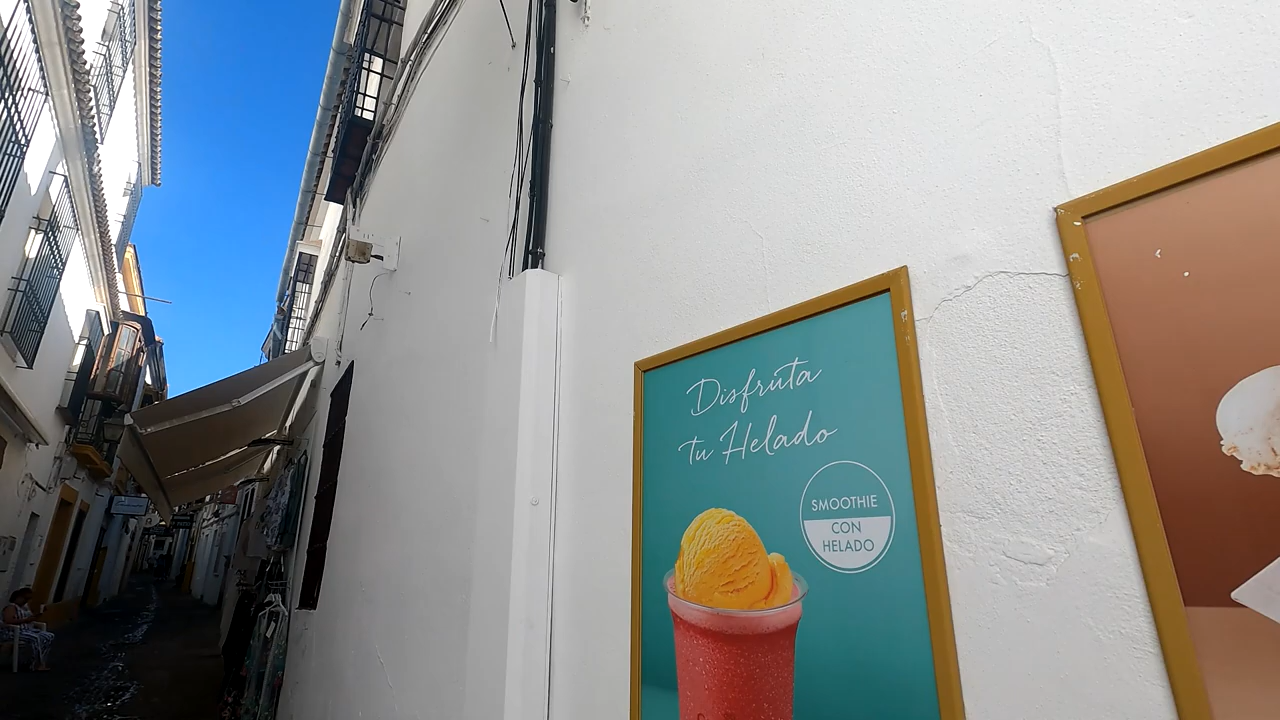 Disfruta
tu Helado
SMOOTHIE
CON
HELADO